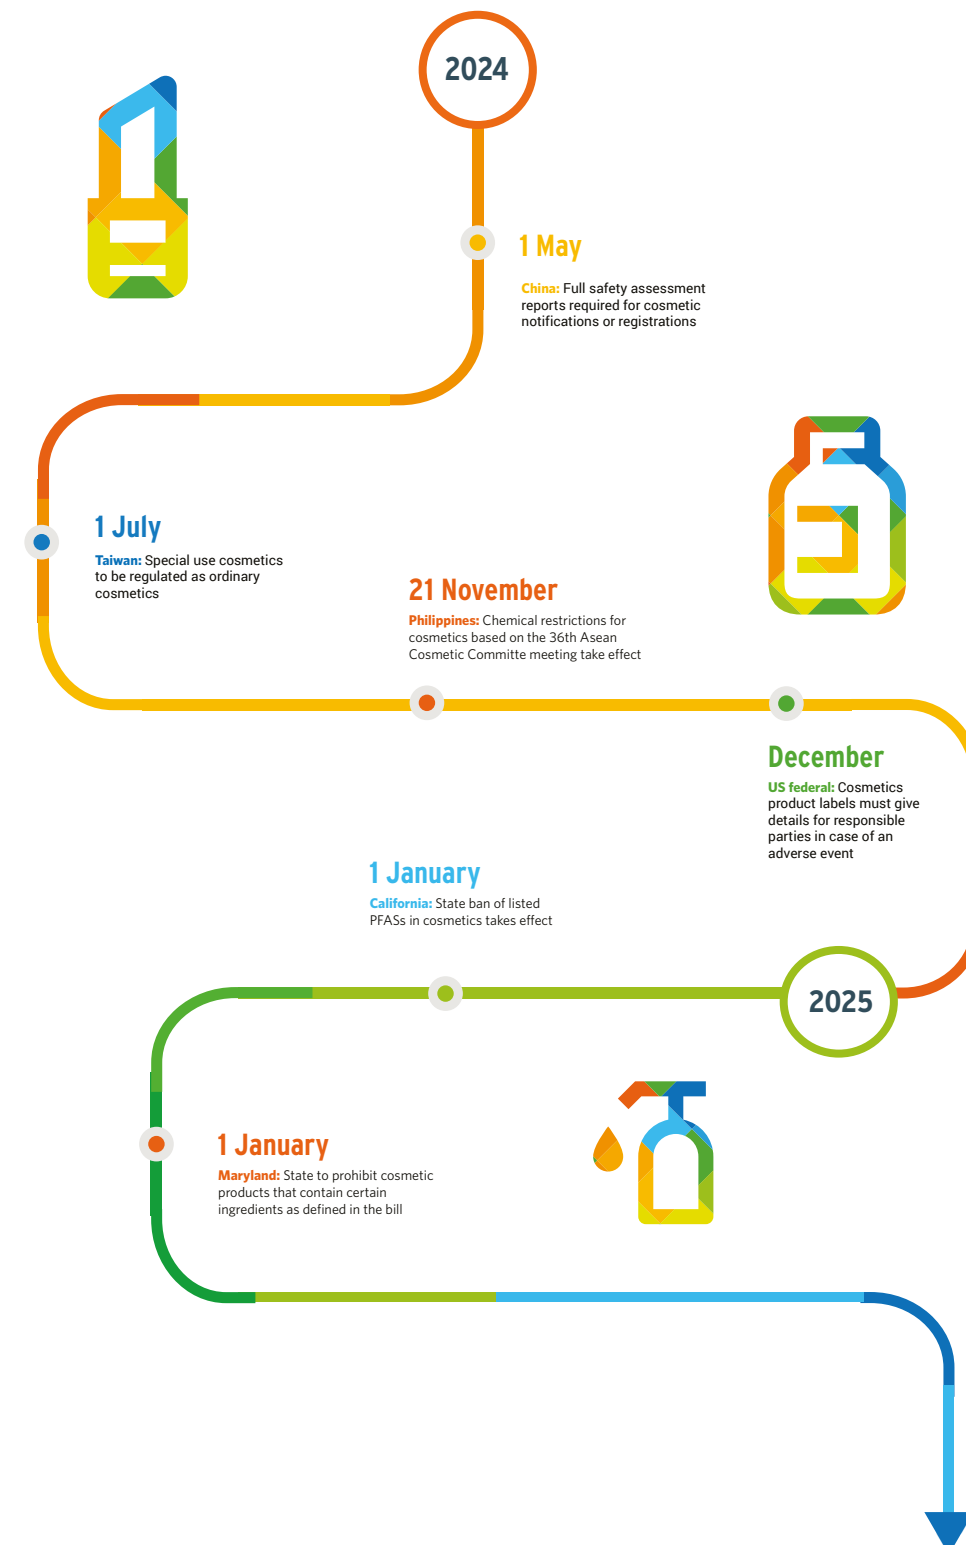 2024
1 May
China: Full safety assessment
reports required for cosmetic
notifications or registrations
1 July
Taiwan: Special use cosmetics
to be regulated as ordinary
cosmetics
21 November
Philippines: Chemical restrictions for
cosmetics based on the 36th Asean
Cosmetic Committe meeting take effect
December
US federal: Cosmetics
product labels must give
details for responsible
parties in case of an
adverse event
2025
1 January
California: State ban of listed
PFASs in cosmetics takes effect
1 January
Maryland: State to prohibit cosmetic
products that contain certain
ingredients as defined in the bill